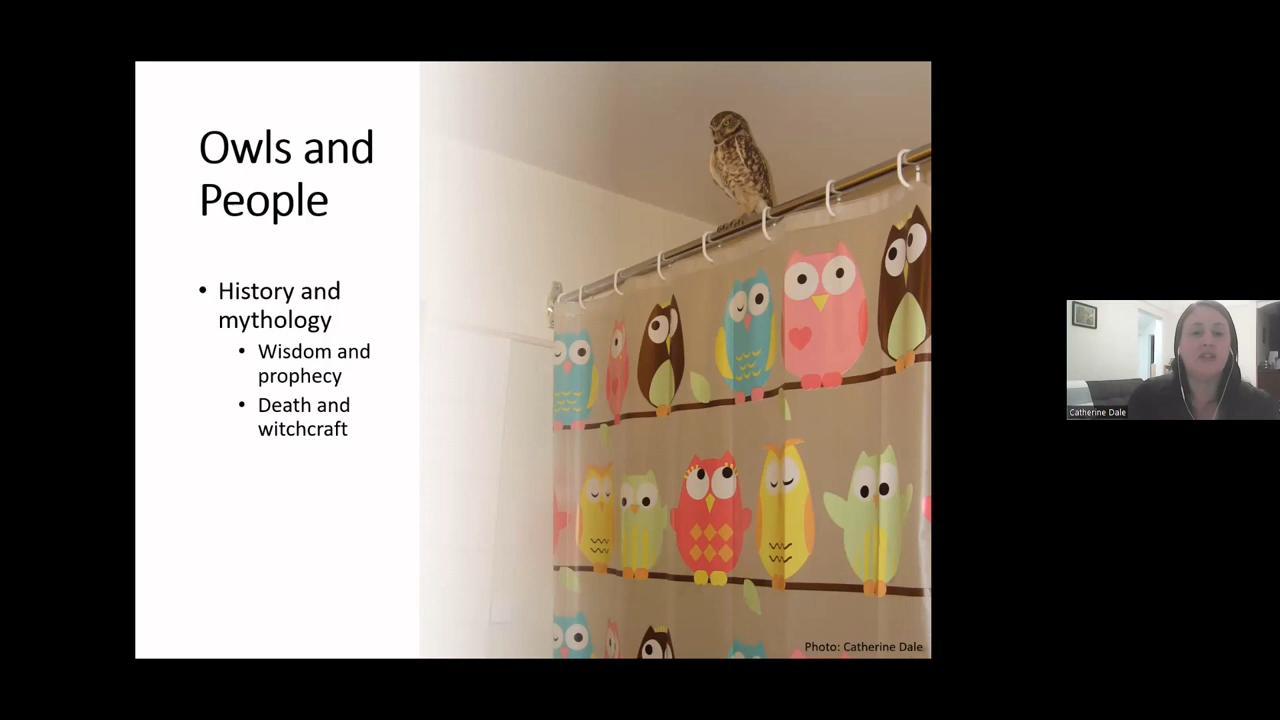 Owls and
People
• History and
mythology
• Wisdom and
prophecy
• Death and
witchcraft
Photo: Catherine Dale
Catherine Dale